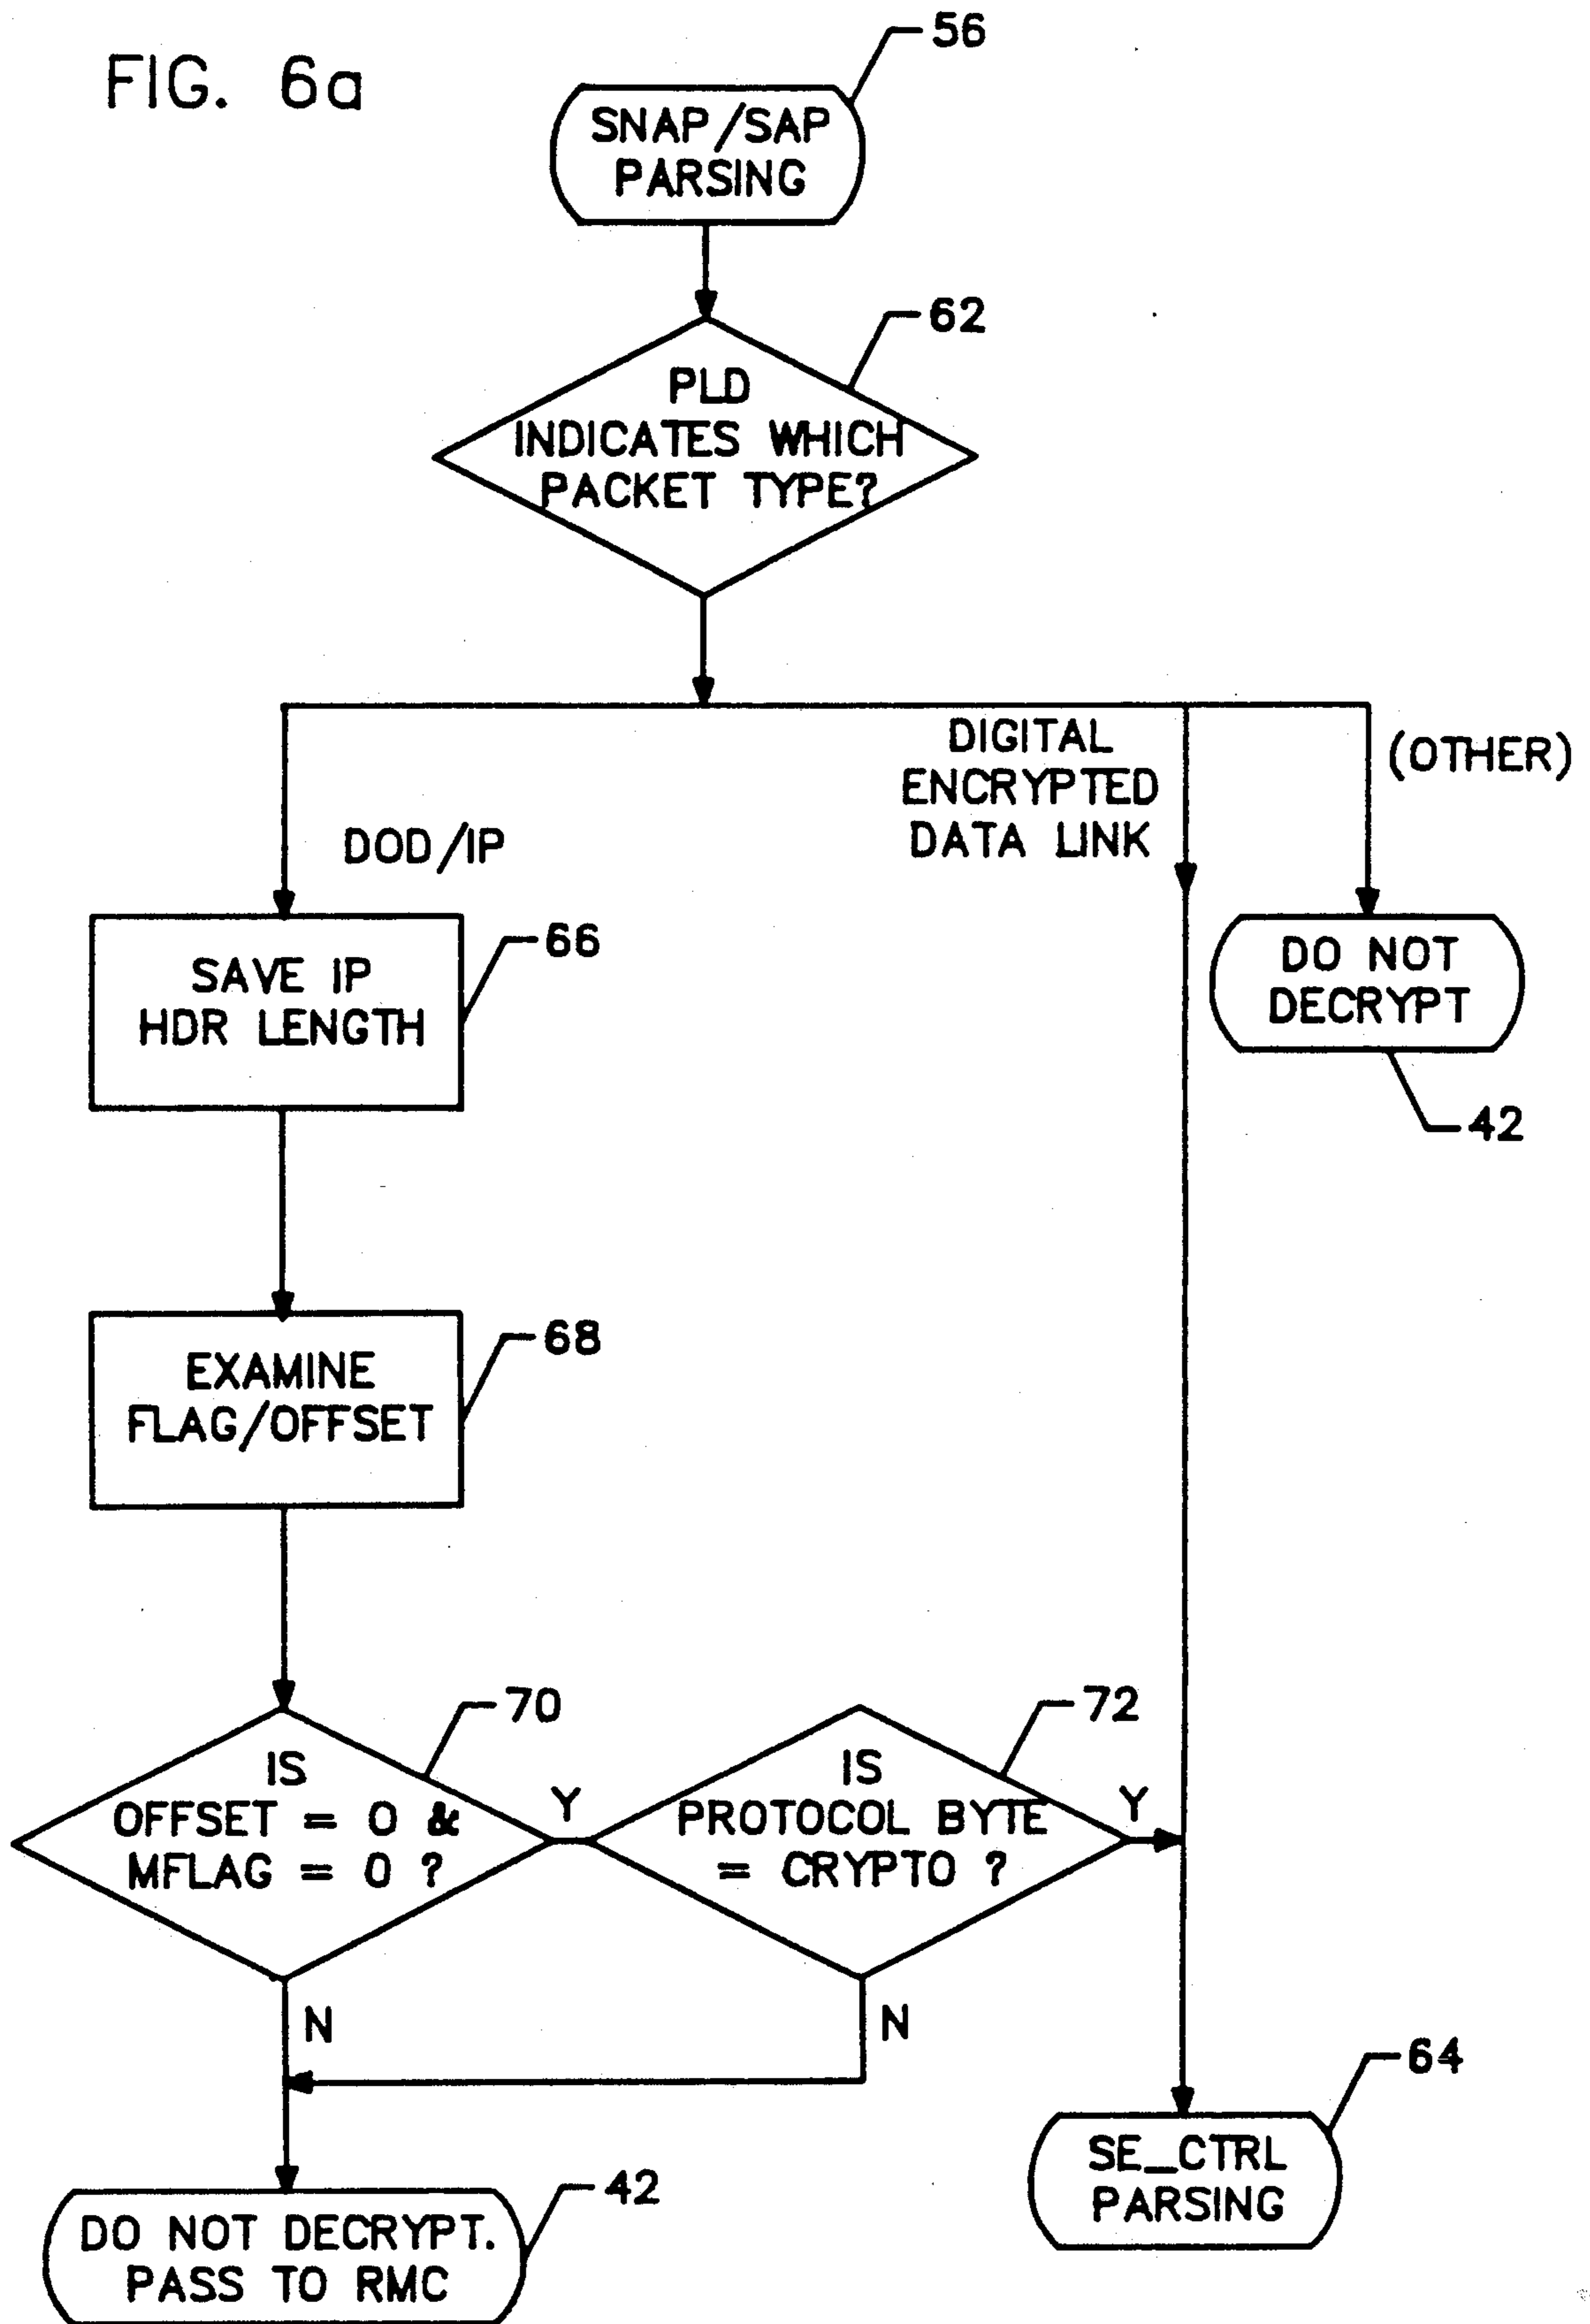 FIG. 6a
56
SNAP/SAP
PARSING
62
PLD
INDICATES WHICH
PACKET TYPE?
DIGITAL
ENCRYPTED
DATA LINK
(OTHER)
DOD/IP
66
SAVE IP
HDR LENGTH
DO NOT
DECRYPT
42
68
EXAMINE
FLAG/OFFSET
70
IS
OFFSET = 0 &
MFLAG = 0 ?
Y
72
IS
PROTOCOL BYTE
= CRYPTO ?
Y
N
N
64
SE_CTRL
PARSING
42
DO NOT DECRYPT.
PASS TO RMC